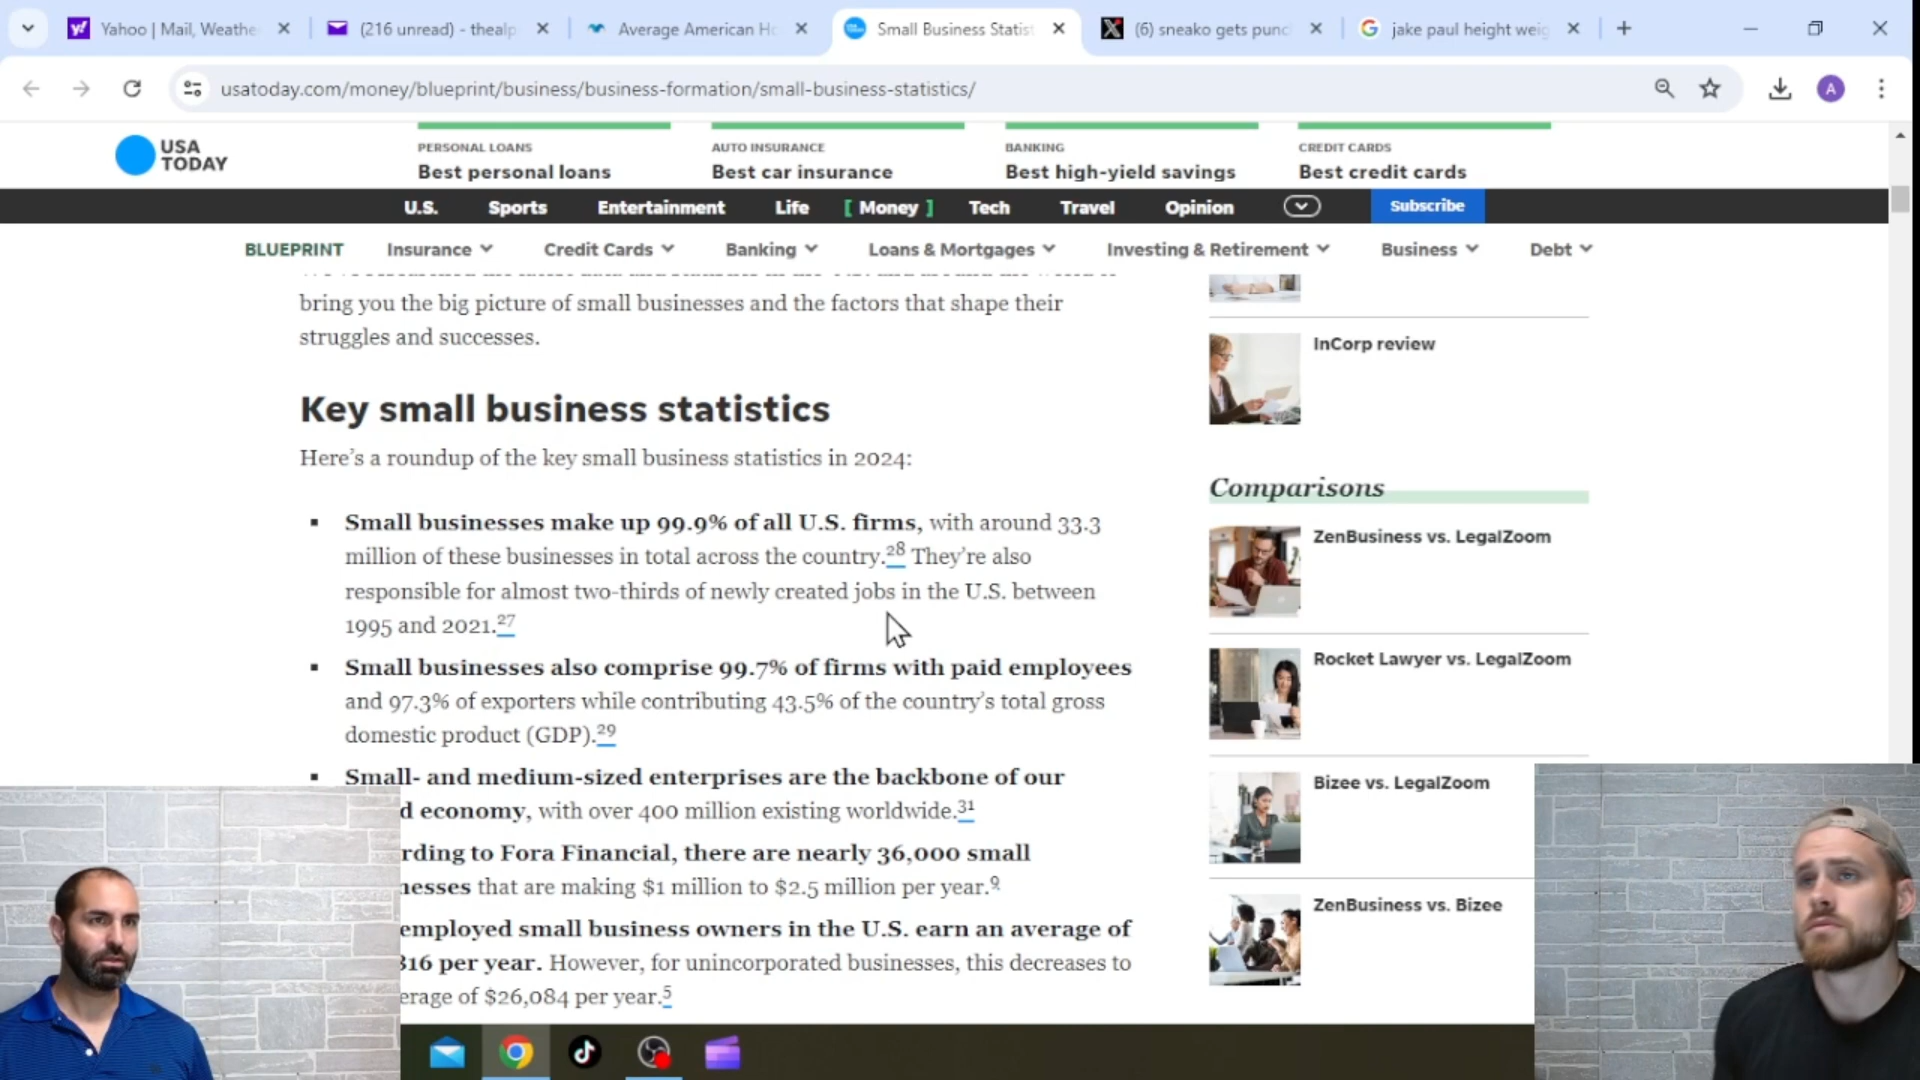 Yahoo | Mail, Weathe
(216 unread) - thealp
Average American Ho
Small Business Statist
(6) sneako gets punc
jake paul height weig
usatoday.com/money/blueprint/business/business-formation/small-business-statistics/
A
USA
TODAY
PERSONAL LOANS
Best personal loans
AUTO INSURANCE
Best car insurance
BANKING
Best high-yield savings
CREDIT CARDS
Best credit cards
U.S. Sports Entertainment Life [ Money ] Tech Travel Opinion Subscribe
BLUEPRINT Insurance Credit Cards Banking Loans & Mortgages Investing & Retirement Business Debt
bring you the big picture of small businesses and the factors that shape their
struggles and successes.
Key small business statistics
Here's a roundup of the key small business statistics in 2024:
▪ Small businesses make up 99.9% of all U.S. firms, with around 33.3
million of these businesses in total across the country.28 They're also
responsible for almost two-thirds of newly created jobs in the U.S. between
1995 and 2021.27
▪ Small businesses also comprise 99.7% of firms with paid employees
and 97.3% of exporters while contributing 43.5% of the country's total gross
domestic product (GDP).29
▪ Small- and medium-sized enterprises are the backbone of our
d economy, with over 400 million existing worldwide.31
rding to Fora Financial, there are nearly 36,000 small
nesses that are making $1 million to $2.5 million per year.9
employed small business owners in the U.S. earn an average of
316 per year. However, for unincorporated businesses, this decreases to
erage of $26,084 per year.5
InCorp review
Comparisons
ZenBusiness vs. LegalZoom
Rocket Lawyer vs. LegalZoom
Bizee vs. LegalZoom
ZenBusiness vs. Bizee